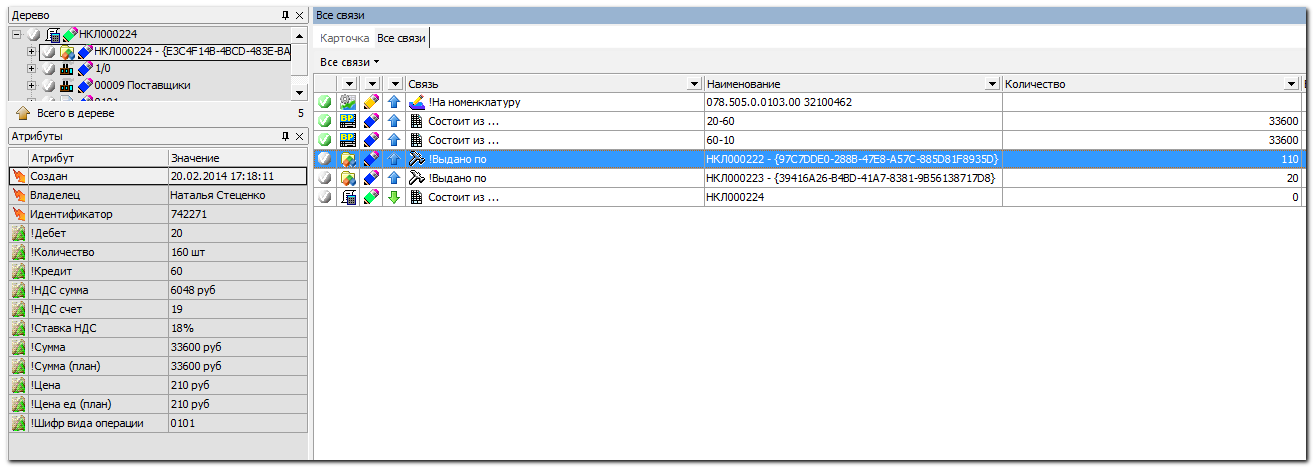 Дерево
НКЛ000224
НКЛ000224 - {E3C4F14B-4BCD-483E-BA
1/0
00009 Поставщики
0101
Всего в дереве 5
Атрибуты
Атрибут Значение
Создан 20.02.2014 17:18:11
Владелец Наталья Стеценко
Идентификатор 742271
!Дебет 20
!Количество 160 шт
!Кредит 60
!НДС сумма 6048 руб
!НДС счет 19
!Ставка НДС 18%
!Сумма 33600 руб
!Сумма (план) 33600 руб
!Цена 210 руб
!Цена ед (план) 210 руб
!Шифр вида операции 0101
Все связи
Карточка Все связи
Все связи
Связь Наименование Количество
!На номенклатуру 078.505.0.0103.00 32100462
Состоит из ... 20-60 33600
Состоит из ... 60-10 33600
!Выдано по НКЛ000222 - {97C7DDE0-288B-47E8-A57C-885D81F8935D} 110
!Выдано по НКЛ000223 - {39416A26-B4BD-41A7-8381-9B56138717D8} 20
Состоит из ... НКЛ000224 0